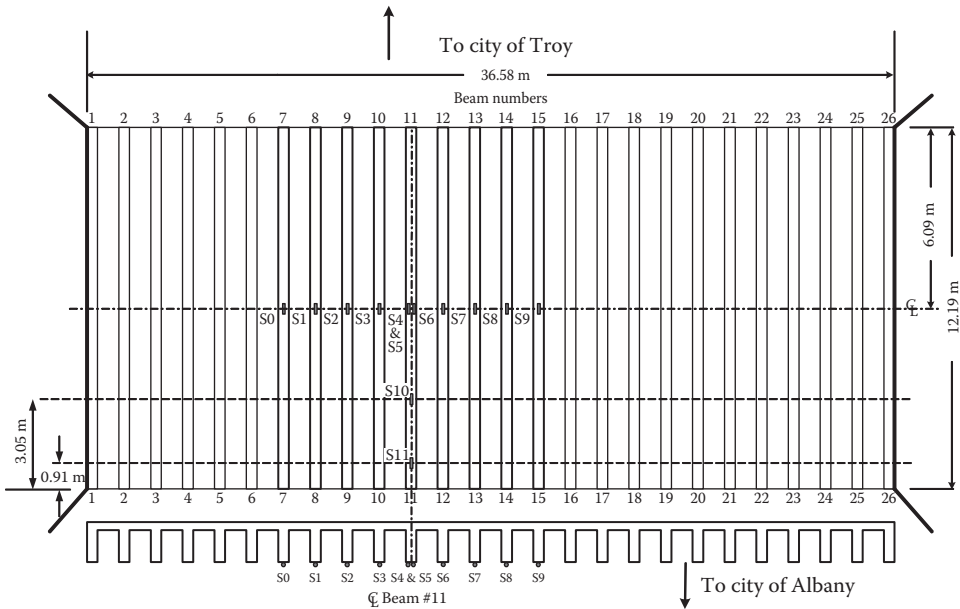 To city of Troy
36.58 m
Beam numbers
1 2 3 4 5 6 7 8 9 10 11 12 13 14 15 16 17 18 19 20 21 22 23 24 25 26
6.09 m
12.19 m
℄
S0 S1 S2 S3 S4 & S5 S6 S7 S8 S9
S10
3.05 m
S11
0.91 m
1 2 3 4 5 6 7 8 9 10 11 12 13 14 15 16 17 18 19 20 21 22 23 24 25 26
S0 S1 S2 S3 S4 & S5 S6 S7 S8 S9
℄ Beam #11
To city of Albany